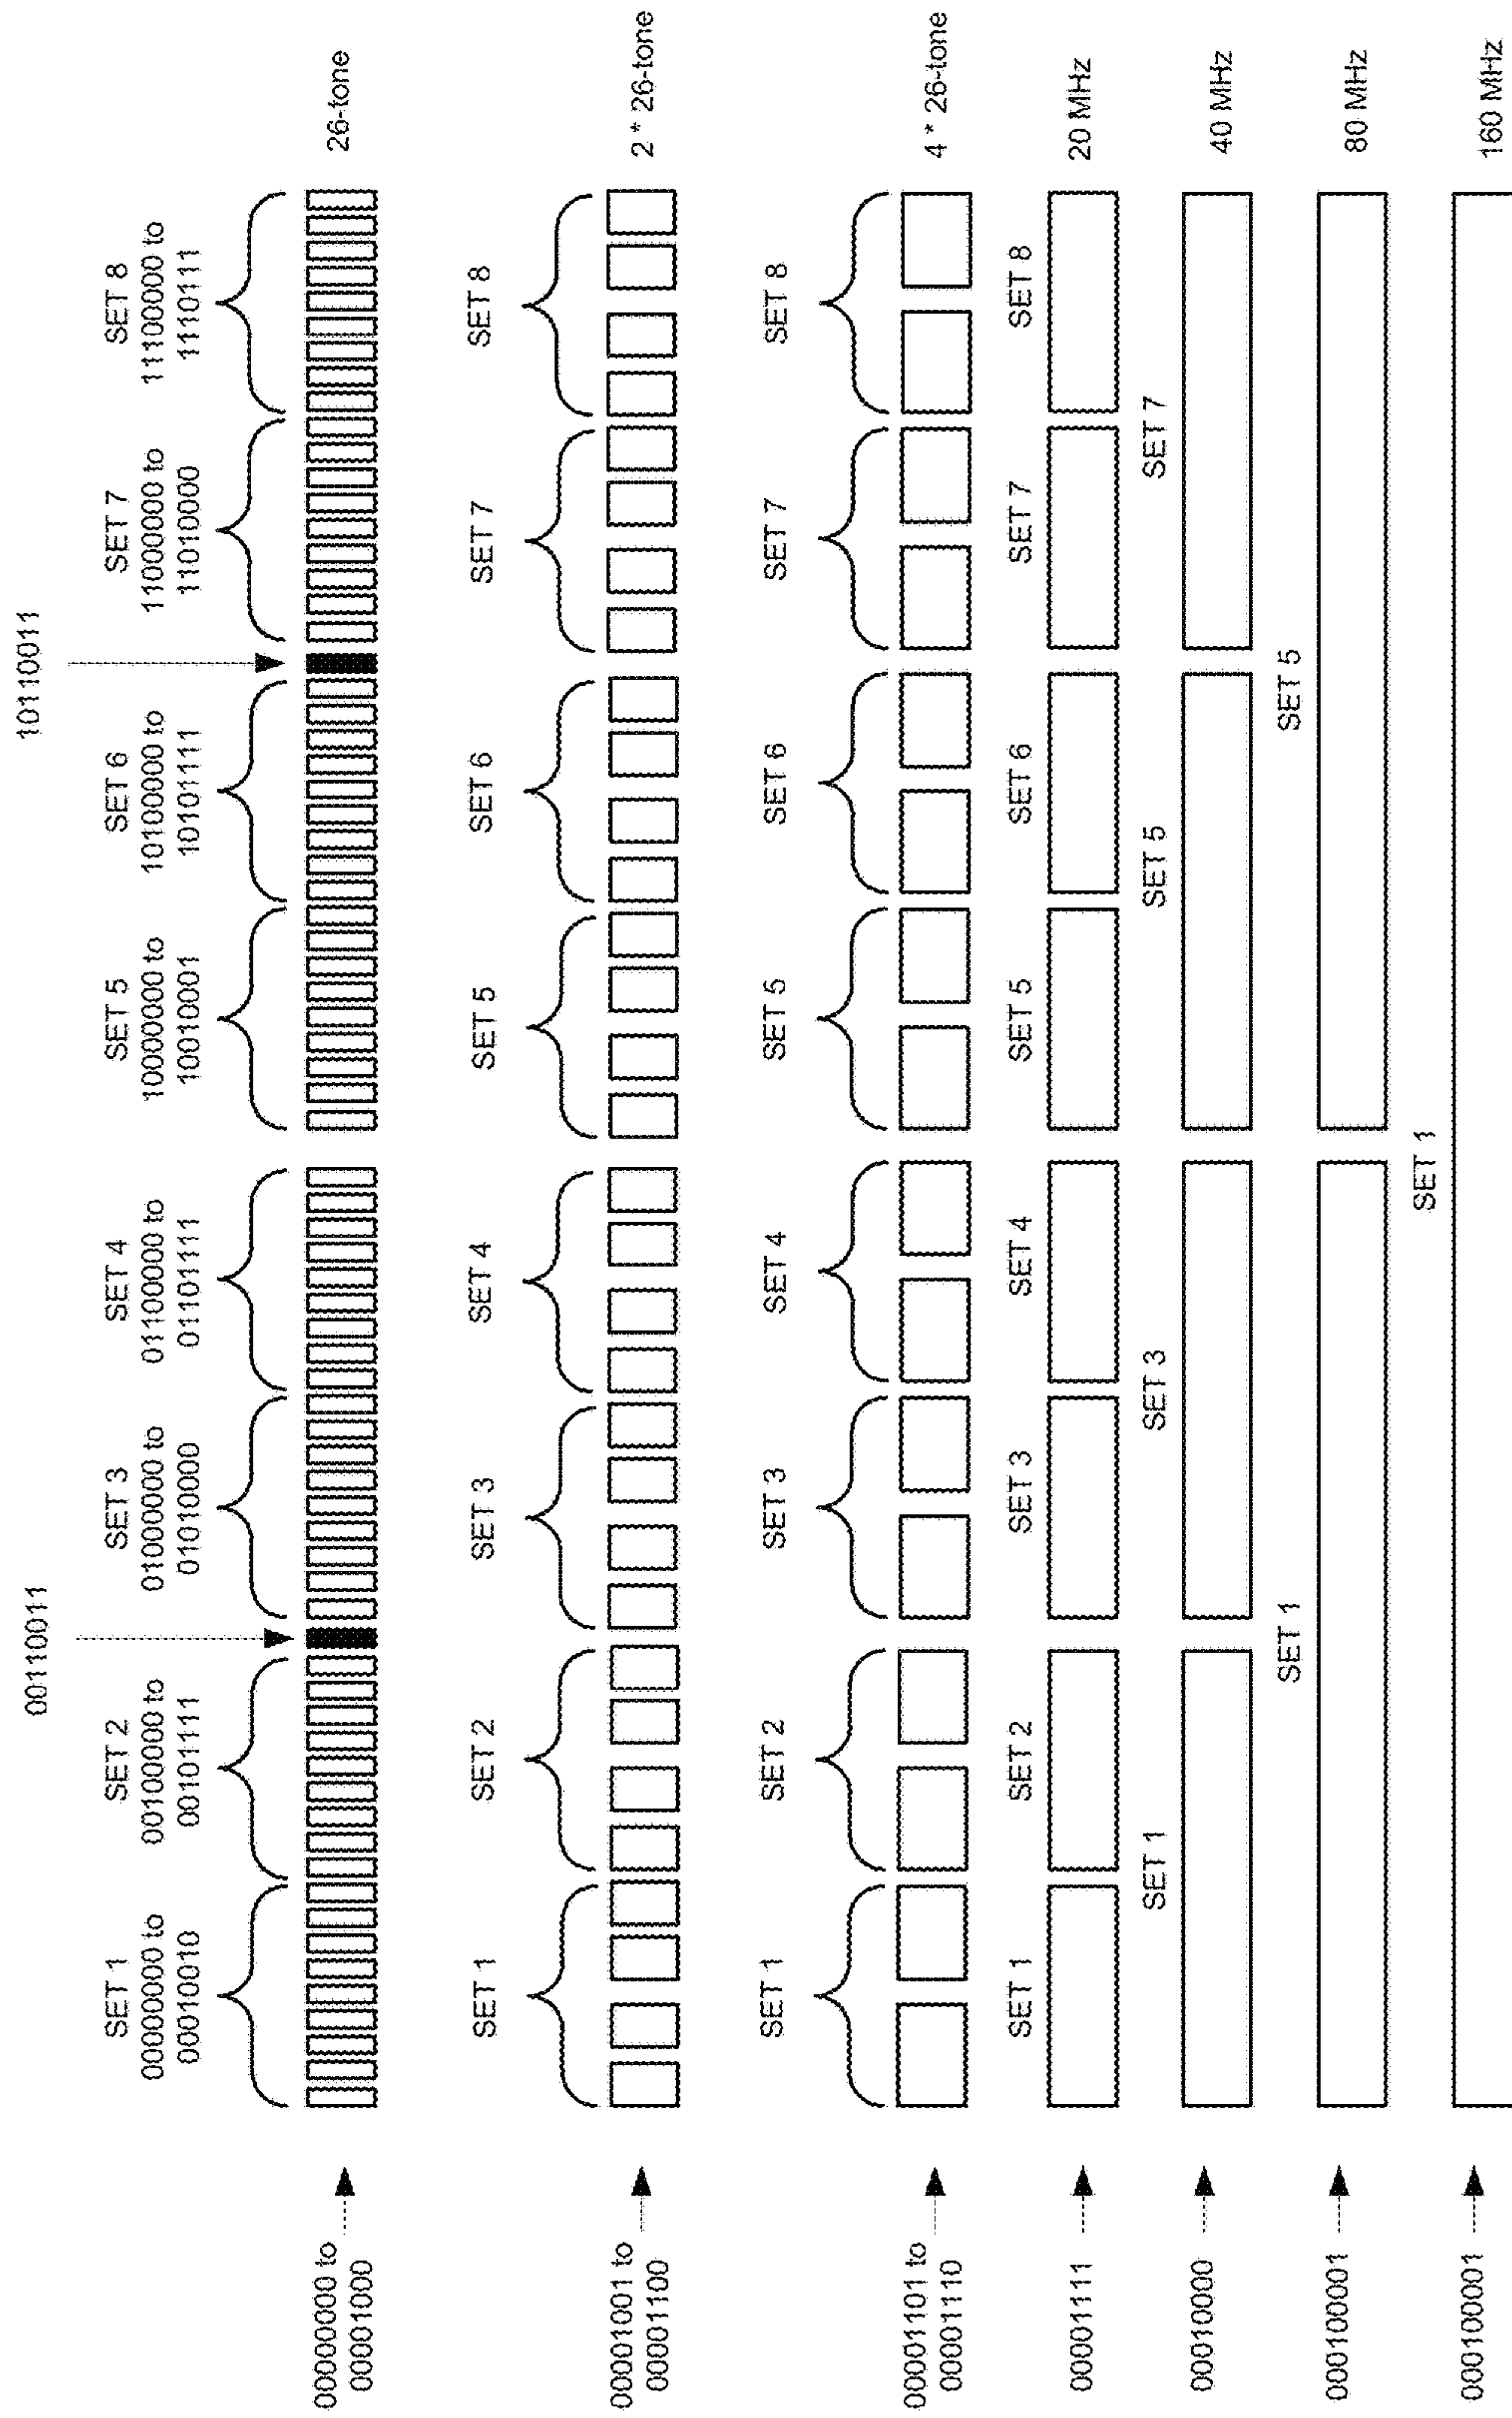 00110011
10110011
SET 1
00000000 to
00010010
SET 2
00100000 to
00101111
SET 3
01000000 to
01010000
SET 4
01100000 to
01101111
SET 5
10000000 to
10010001
SET 6
10100000 to
10101111
SET 7
11000000 to
11010000
SET 8
11100000 to
1110111
00000000 to
00001000
26-tone
SET 1
SET 2
SET 3
SET 4
SET 5
SET 6
SET 7
SET 8
00001001 to
00001100
2 * 26-tone
SET 1
SET 2
SET 3
SET 4
SET 5
SET 6
SET 7
SET 8
00001101 to
00001110
4 * 26-tone
SET 1
SET 2
SET 3
SET 4
SET 5
SET 6
SET 7
SET 8
00001111
20 MHz
SET 1
SET 3
SET 5
SET 7
00010000
40 MHz
SET 1
SET 5
000100001
80 MHz
SET 1
000100001
160 MHz